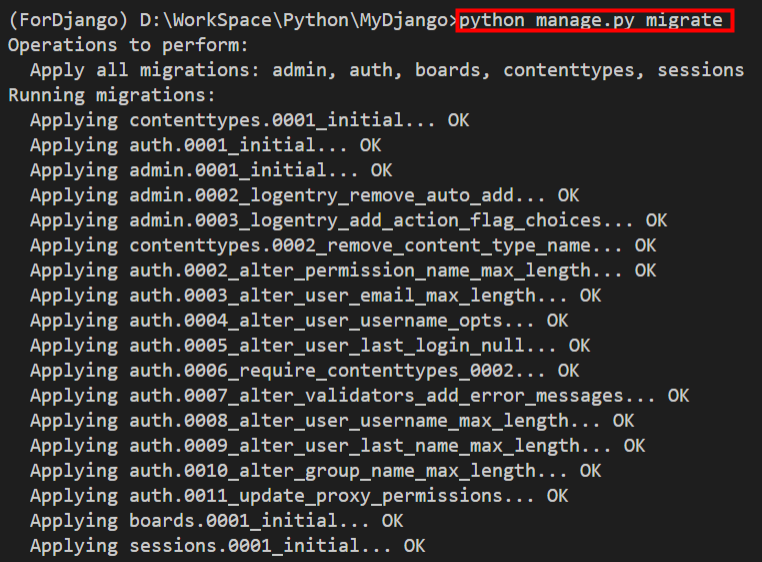 (ForDjango) D:\WorkSpace\Python\MyDjango>python manage.py migrate
Operations to perform:
  Apply all migrations: admin, auth, boards, contenttypes, sessions
Running migrations:
  Applying contenttypes.0001_initial... OK
  Applying auth.0001_initial... OK
  Applying admin.0001_initial... OK
  Applying admin.0002_logentry_remove_auto_add... OK
  Applying admin.0003_logentry_add_action_flag_choices... OK
  Applying contenttypes.0002_remove_content_type_name... OK
  Applying auth.0002_alter_permission_name_max_length... OK
  Applying auth.0003_alter_user_email_max_length... OK
  Applying auth.0004_alter_user_username_opts... OK
  Applying auth.0005_alter_user_last_login_null... OK
  Applying auth.0006_require_contenttypes_0002... OK
  Applying auth.0007_alter_validators_add_error_messages... OK
  Applying auth.0008_alter_user_username_max_length... OK
  Applying auth.0009_alter_user_last_name_max_length... OK
  Applying auth.0010_alter_group_name_max_length... OK
  Applying auth.0011_update_proxy_permissions... OK
  Applying boards.0001_initial... OK
  Applying sessions.0001_initial... OK